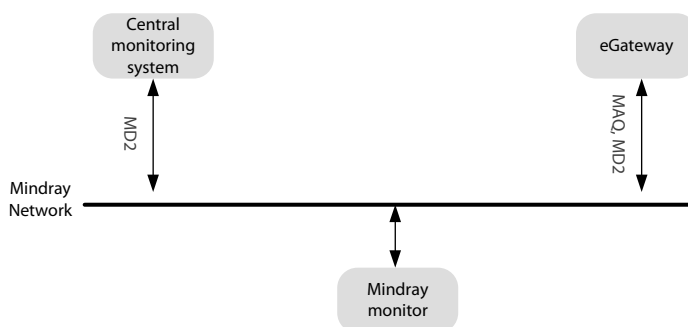 Central
monitoring
system
eGateway
MD2
MAQ, MD2
Mindray
Network
Mindray
monitor